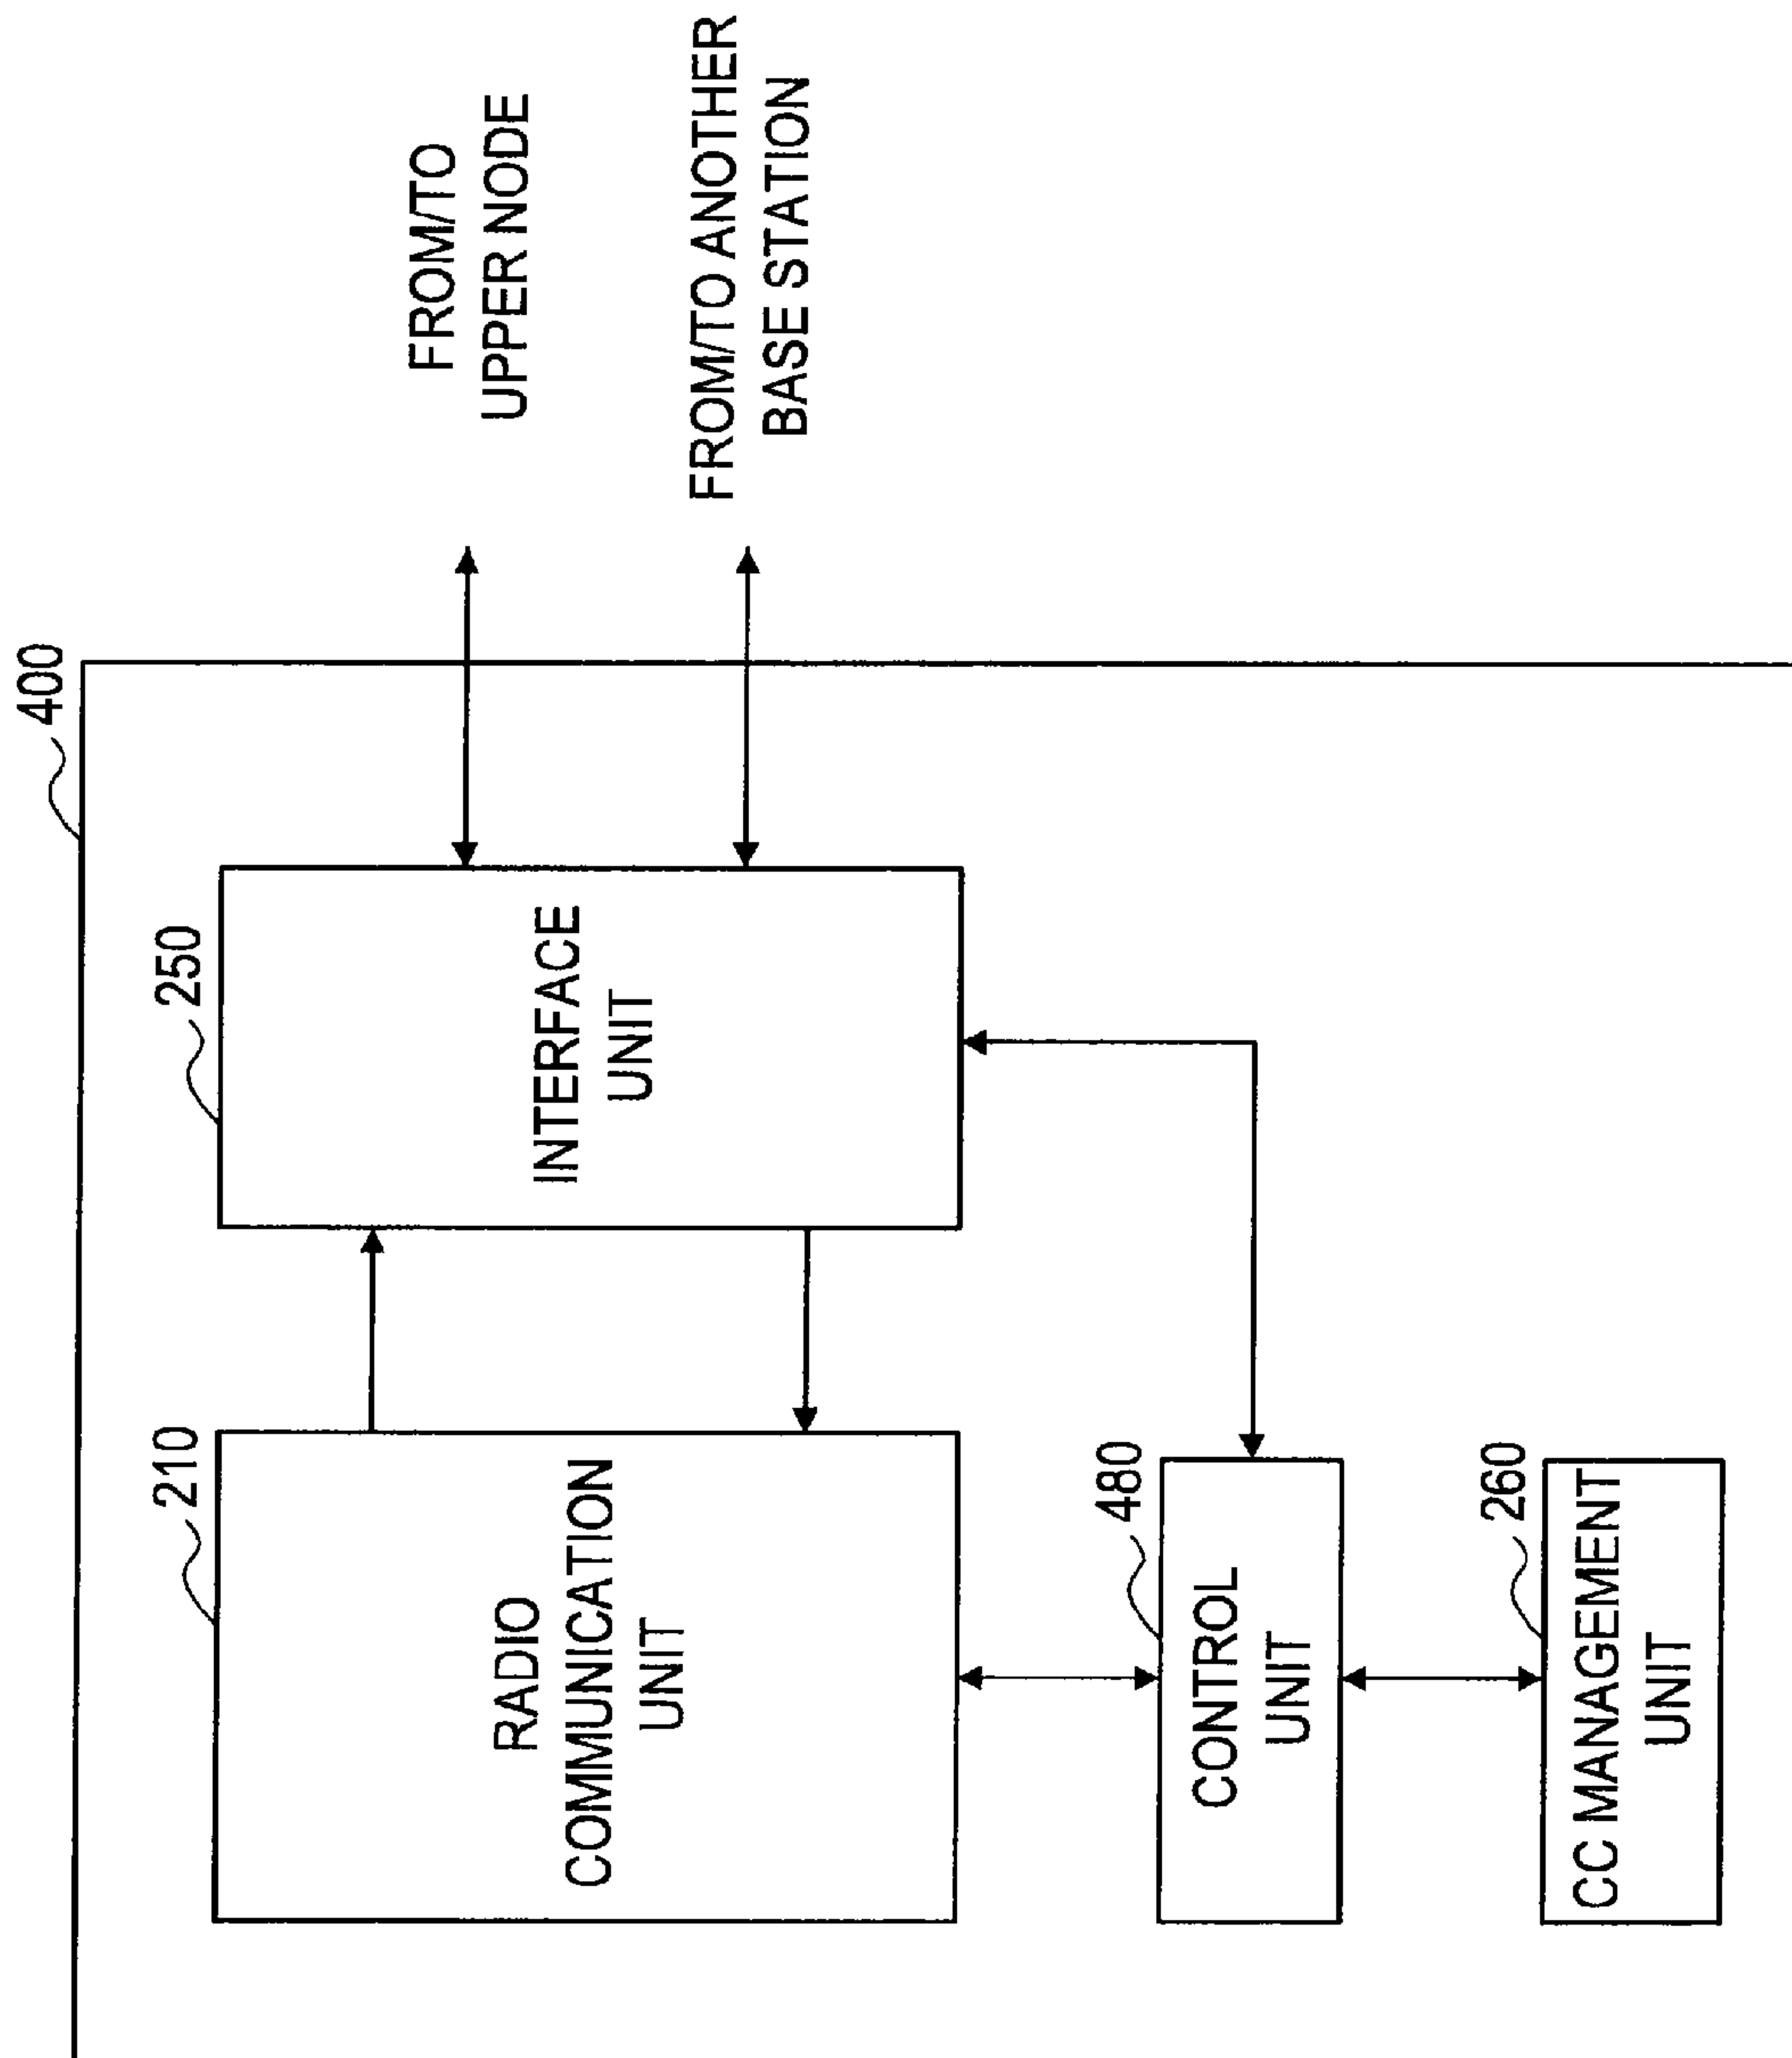 400
210
RADIO
COMMUNICATION
UNIT
250
INTERFACE
UNIT
FROM/TO
UPPER NODE
FROM/TO ANOTHER
BASE STATION
480
CONTROL
UNIT
260
CC MANAGEMENT
UNIT